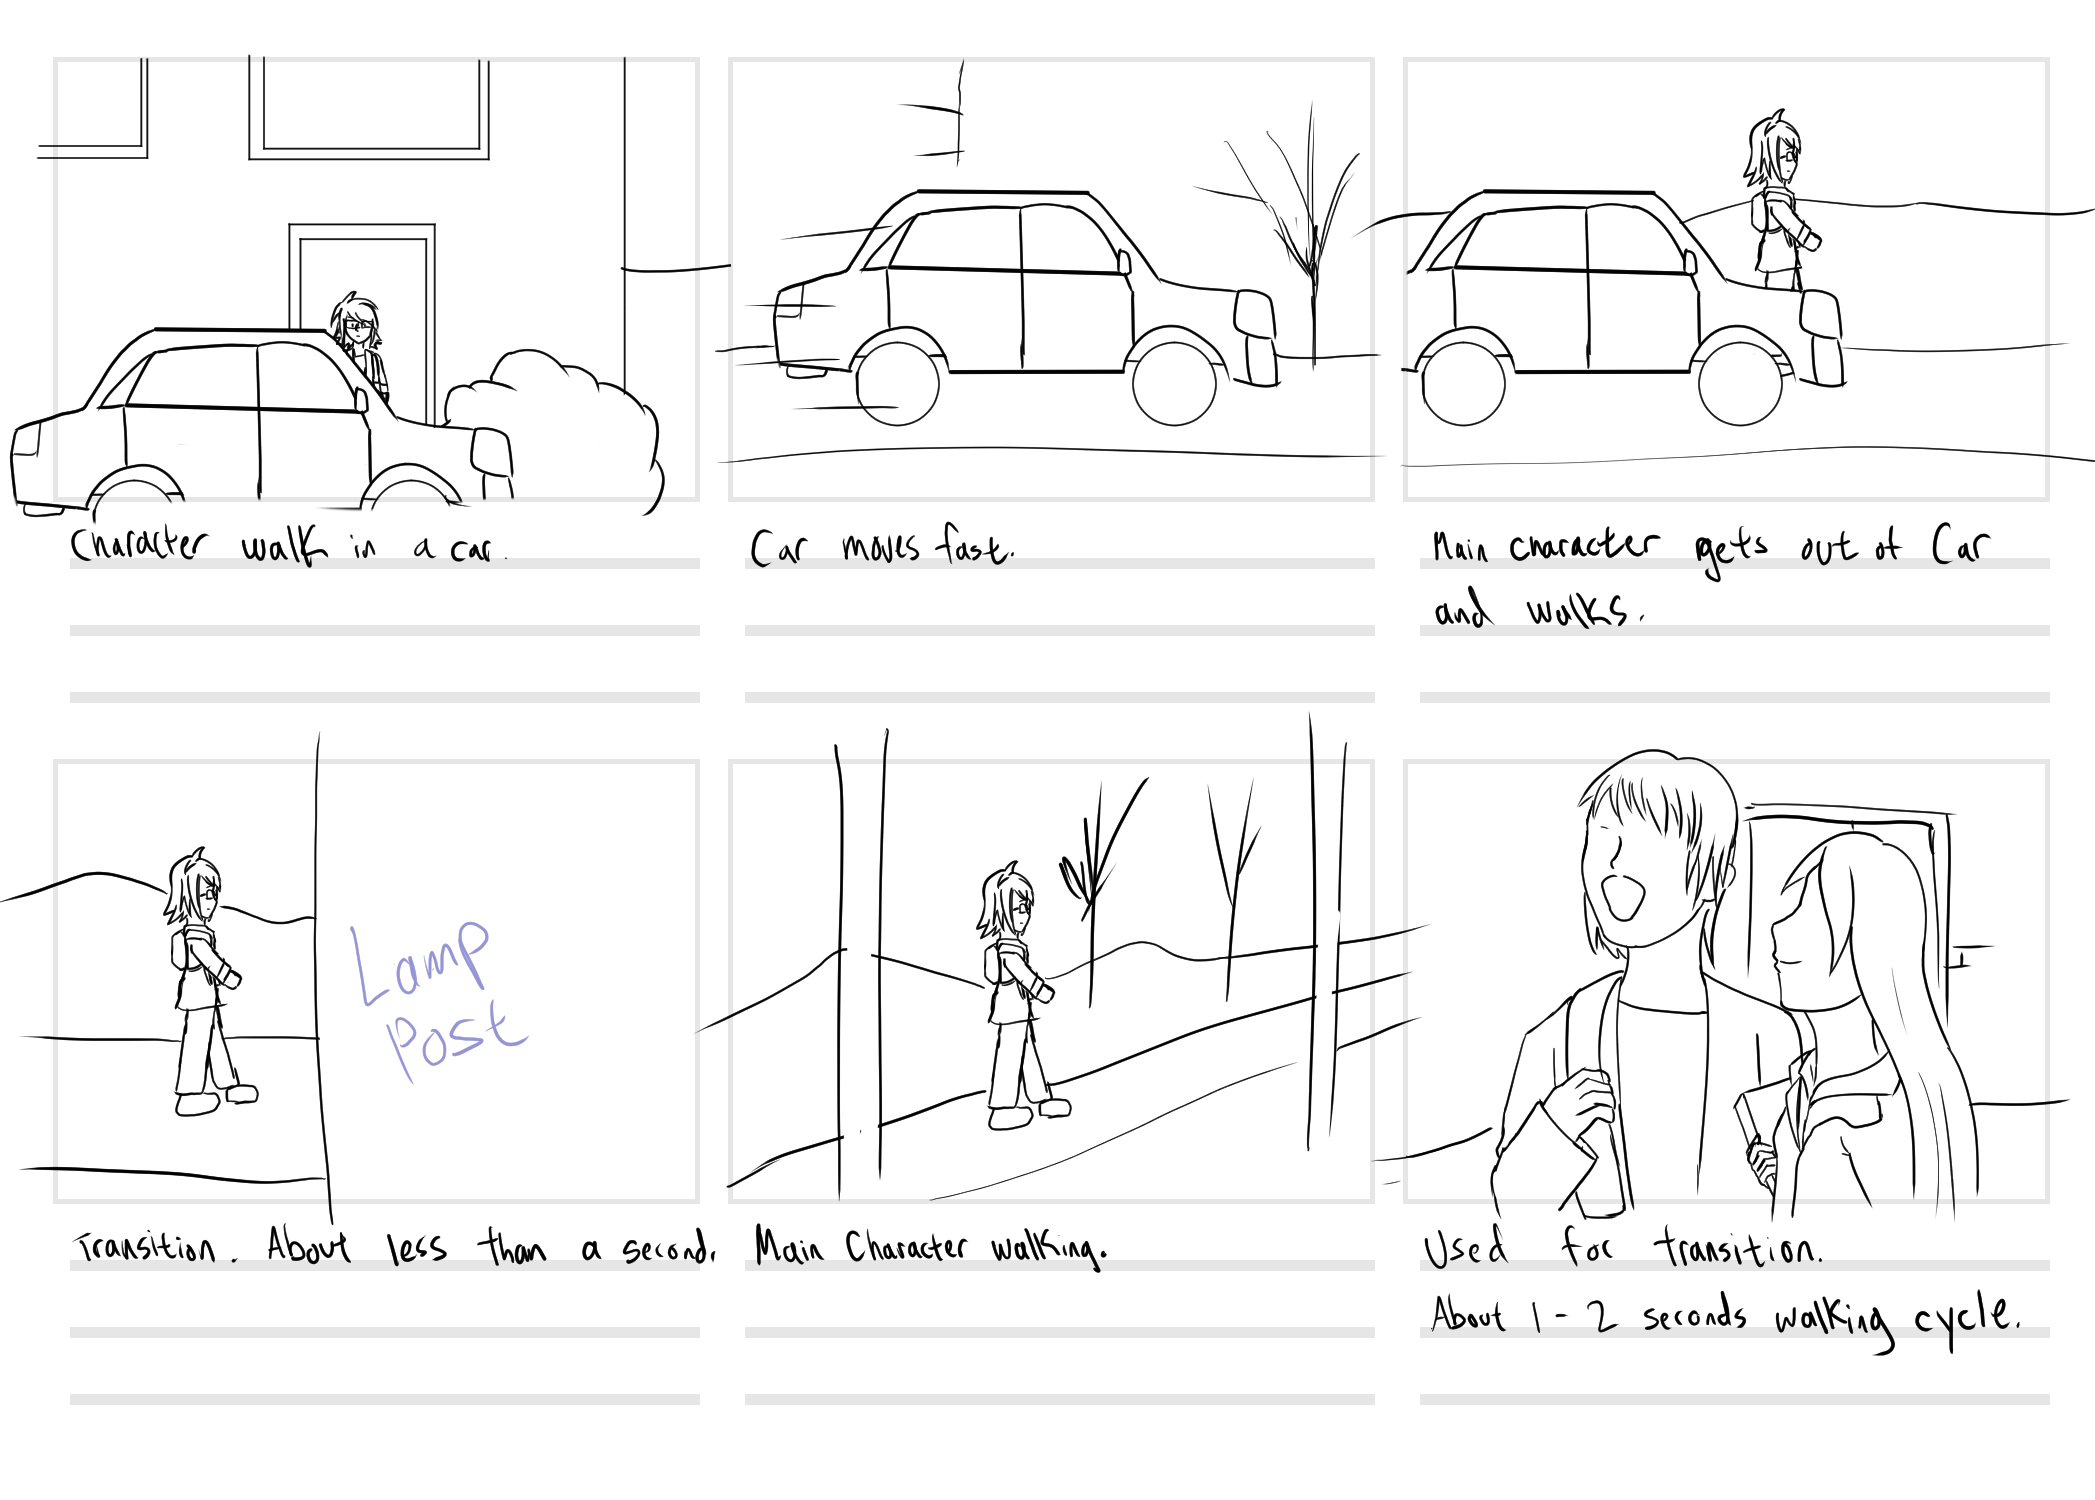 Character walk in a car.
Car moves fast.
Main character gets out of Car
and walks.
Lamp
Post
Transition. About less than a second.
Main Character walking.
Used for transition.
About 1-2 seconds walking cycle.